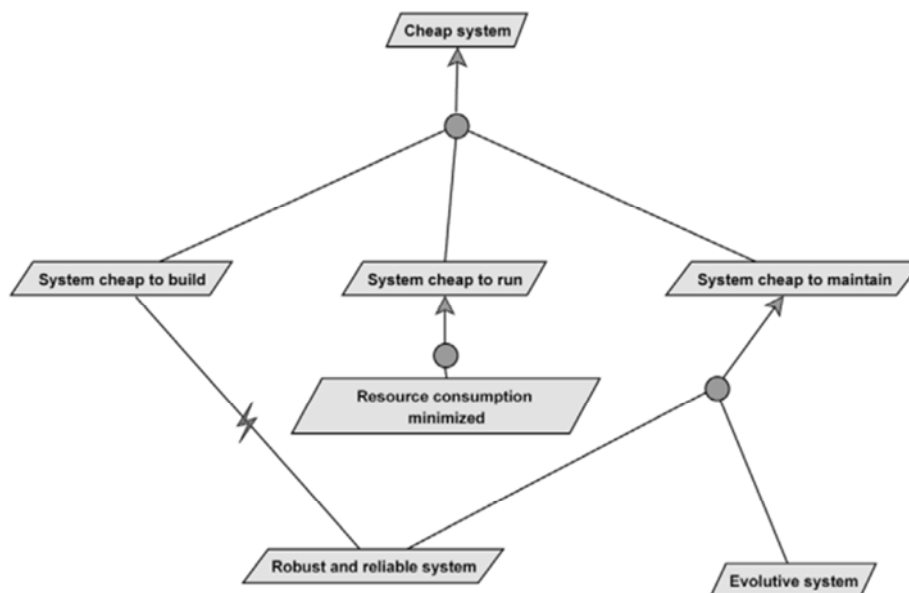 Cheap system
System cheap to build
System cheap to run
System cheap to maintain
Resource consumption
minimized
Robust and reliable system
Evolutive system